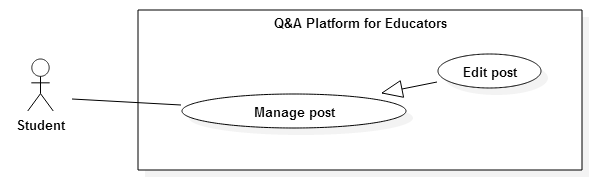 Q&A Platform for Educators
Edit post
Manage post
Student